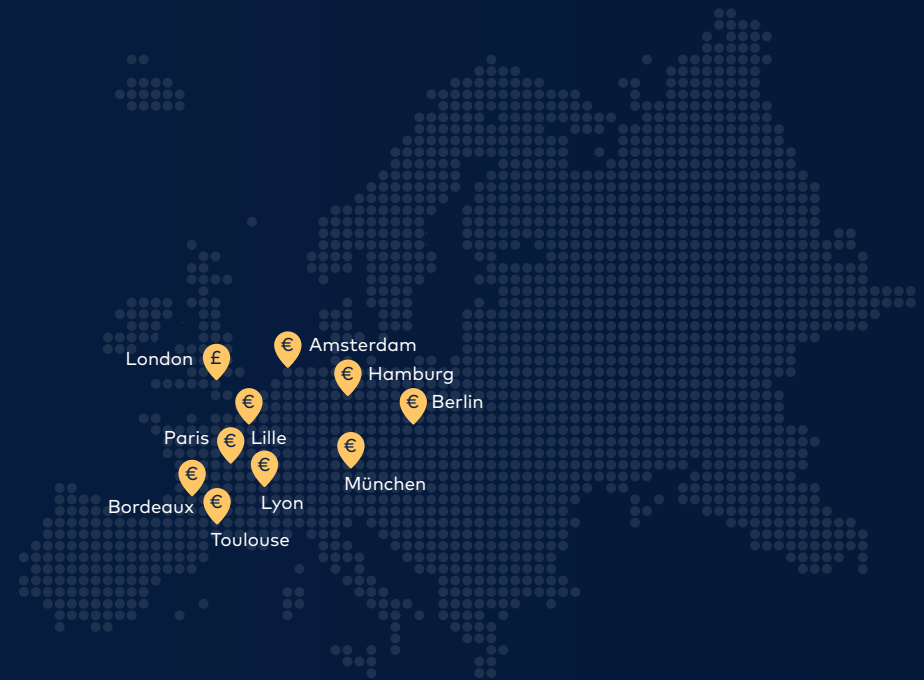 € Amsterdam
London £
€ Hamburg
€
€ Berlin
Paris € Lille
€
München
€
Lyon
€
Bordeaux
€
Toulouse